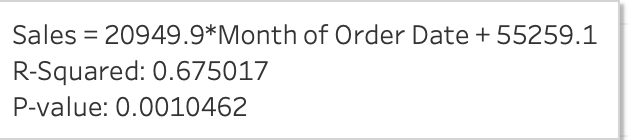 Sales = 20949.9*Month of Order Date + 55259.1
R-Squared: 0.675017
P-value: 0.0010462